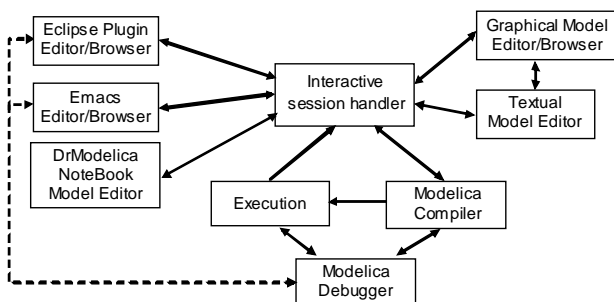 Eclipse Plugin
Editor/Browser
Emacs
Editor/Browser
DrModelica
NoteBook
Model Editor
Interactive
session handler
Graphical Model
Editor/Browser
Textual
Model Editor
Execution
Modelica
Compiler
Modelica
Debugger